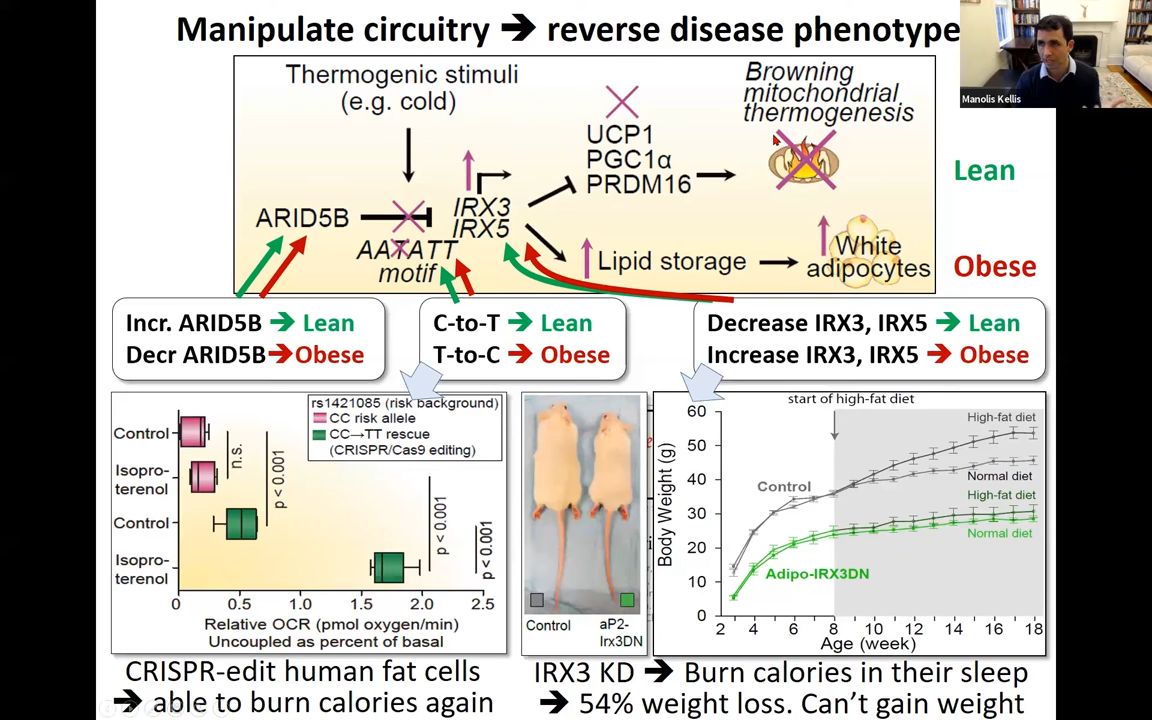 Manipulate circuitry ➔ reverse disease phenotype
Manolis Kellis
Thermogenic stimuli
(e.g. cold)
UCP1
PGC1α
PRDM16
Browning
mitochondrial
thermogenesis
Lean
ARID5B
IRX3
IRX5
AATATT
motif
Lipid storage
White
adipocytes
Obese
Incr. ARID5B ➔ Lean
Decr ARID5B ➔ Obese
C-to-T ➔ Lean
T-to-C ➔ Obese
Decrease IRX3, IRX5 ➔ Lean
Increase IRX3, IRX5 ➔ Obese
rs1421085 (risk background)
CC risk allele
CC→TT rescue
(CRISPR/Cas9 editing)
Control
Isopro-
terenol
Control
Isopro-
terenol
n.s.
p < 0.001
p < 0.001
p < 0.001
0 0.5 1.0 1.5 2.0 2.5
Relative OCR (pmol oxygen/min)
Uncoupled as percent of basal
Control
aP2-
Irx3DN
start of high-fat diet
Body Weight (g)
60
50
40
30
20
10
0
High-fat diet
Normal diet
High-fat diet
Normal diet
Control
Adipo-IRX3DN
2 4 6 8 10 12 14 16 18
Age (week)
CRISPR-edit human fat cells
➔ able to burn calories again
IRX3 KD ➔ Burn calories in their sleep
➔ 54% weight loss. Can't gain weight